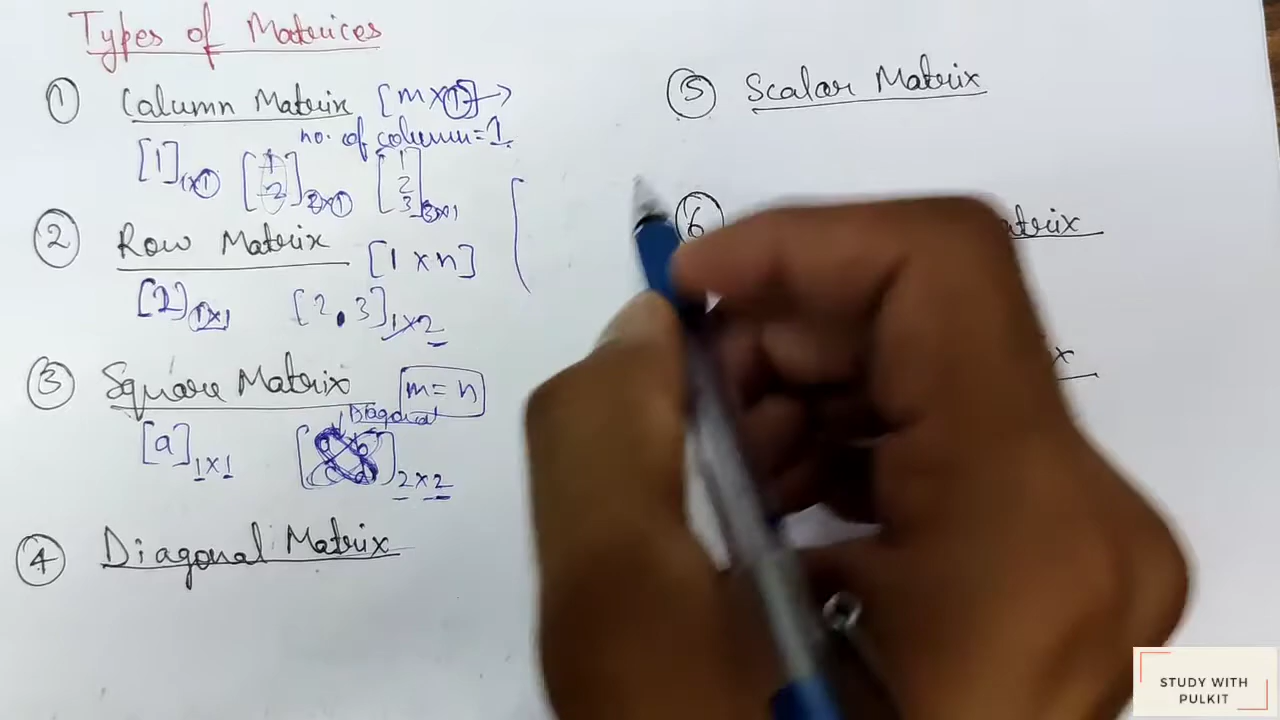 Types of Matrices
① Column Matrix [m×1] →
no. of column = 1.
[1]1×1 [1 2]2×1 [1 2 3]3×1
② Row Matrix [1 × n]
[2]1×1 [2, 3]1×2
③ Square Matrix m = n
Diagonal
[a]1×1 [a b c d]2×2
④ Diagonal Matrix
⑤ Scalar Matrix
⑥ atrix
x
STUDY WITH
PULKIT